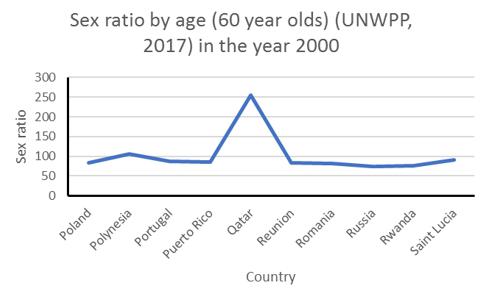 Sex ratio by age (60 year olds) (UNWPP,
2017) in the year 2000
300
250
200
150
100
50
0
Sex ratio
Poland
Polynesia
Portugal
Puerto Rico
Qatar
Reunion
Romania
Russia
Rwanda
Saint Lucia
Country